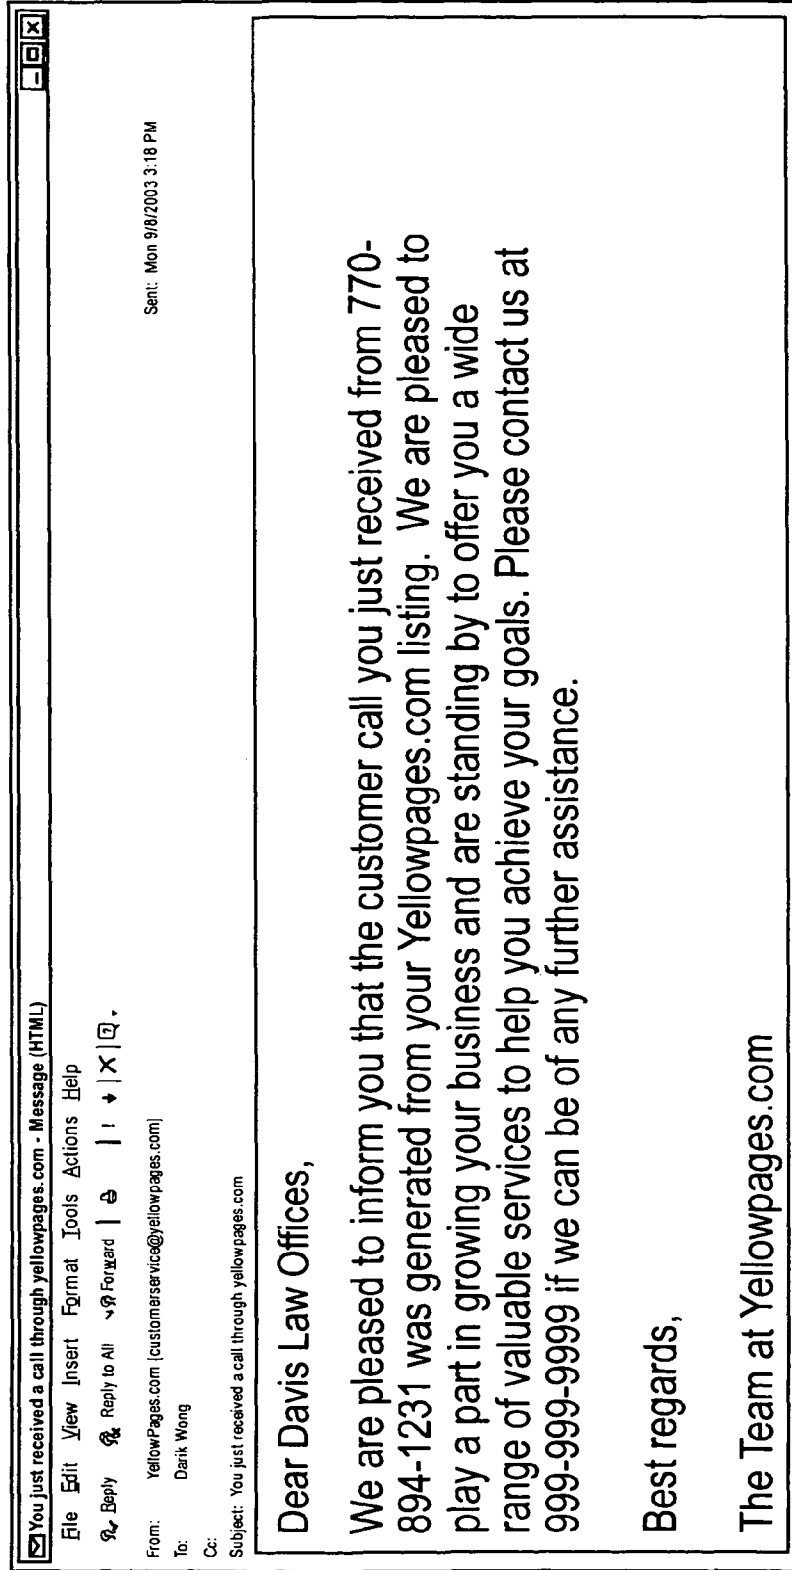 You just received a call through yellowpages.com - Message (HTML)
File Edit View Insert Format Tools Actions Help
Reply Reply to All Forward
From: YellowPages.com [customerservice@yellowpages.com]
Sent: Mon 9/8/2003 3:18 PM
To: Darik Wong
Cc:
Subject: You just received a call through yellowpages.com
Dear Davis Law Offices,
We are pleased to inform you that the customer call you just received from 770-
894-1231 was generated from your Yellowpages.com listing. We are pleased to
play a part in growing your business and are standing by to offer you a wide
range of valuable services to help you achieve your goals. Please contact us at
999-999-9999 if we can be of any further assistance.
Best regards,
The Team at Yellowpages.com